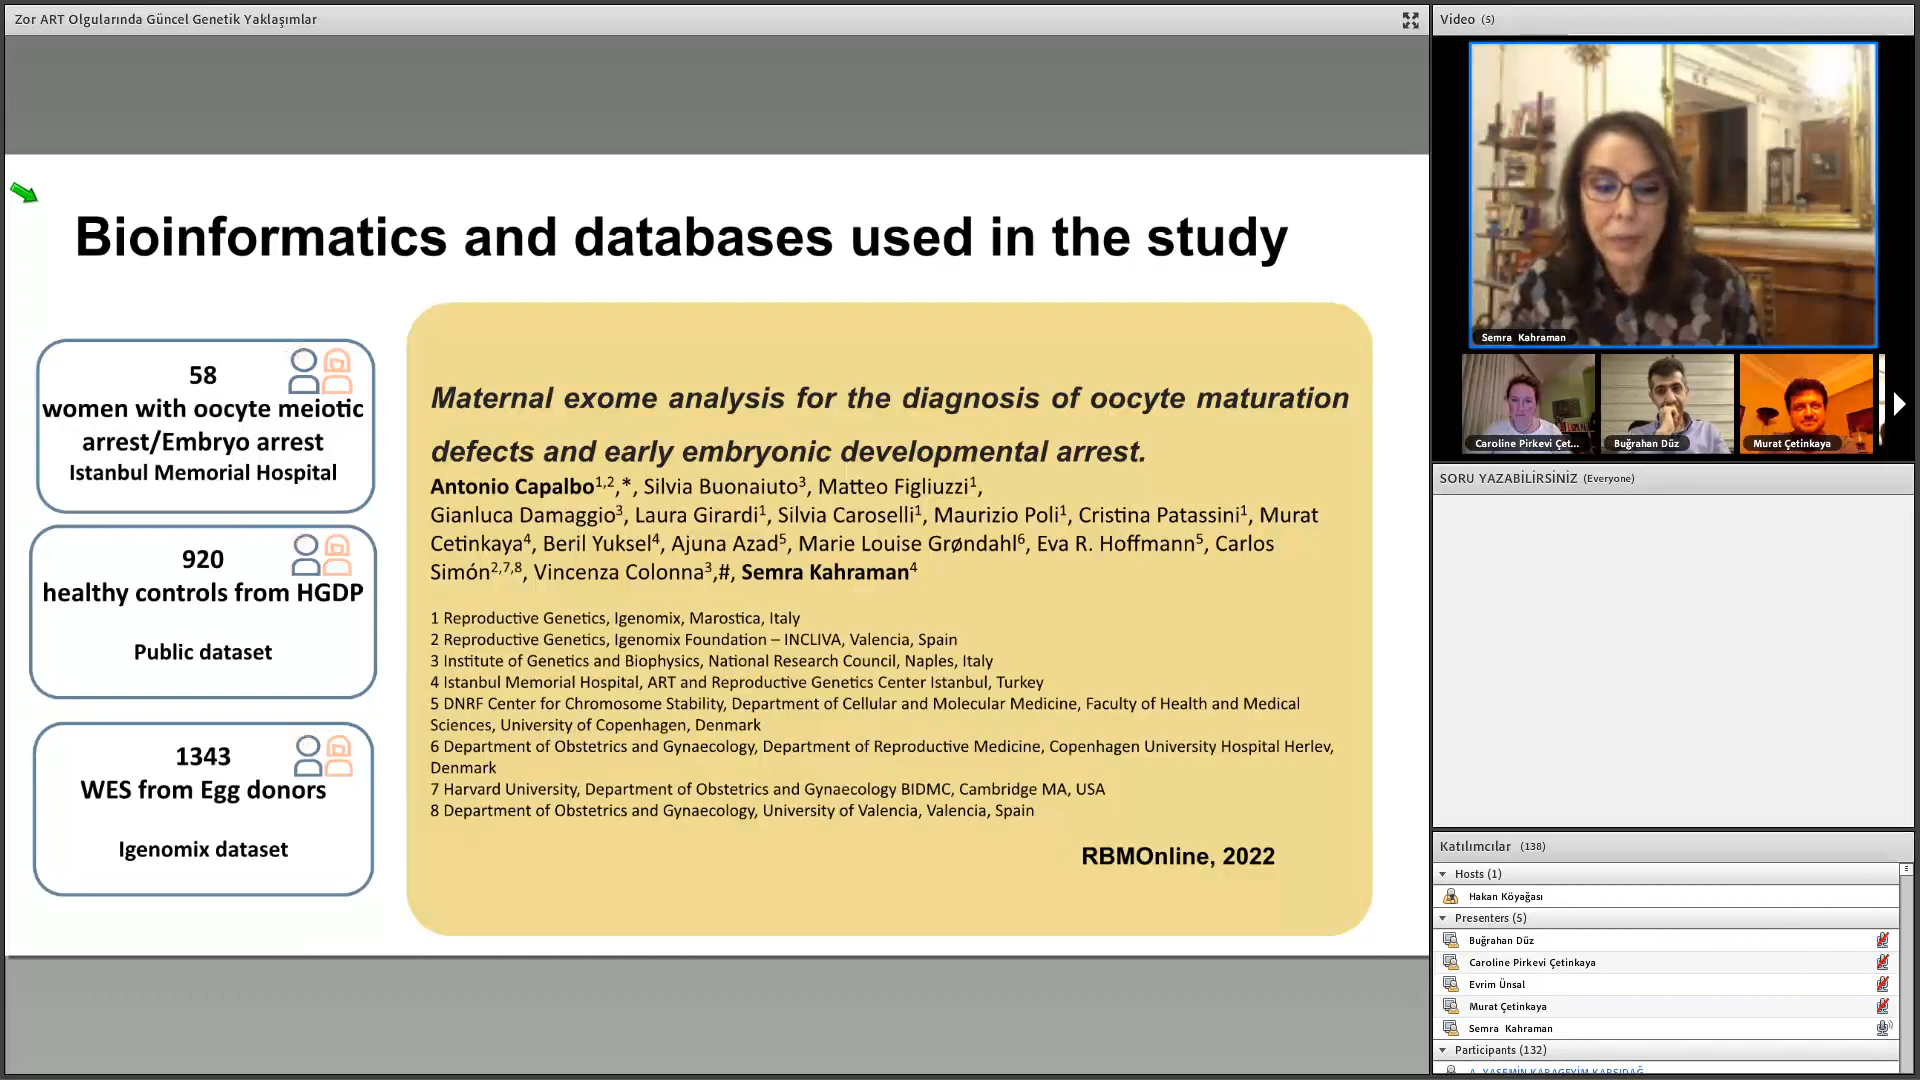 Zor ART Olgularında Güncel Genetik Yaklaşımlar
Bioinformatics and databases used in the study
58
women with oocyte meiotic
arrest/Embryo arrest
Istanbul Memorial Hospital
920
healthy controls from HGDP
Public dataset
1343
WES from Egg donors
Igenomix dataset
Maternal exome analysis for the diagnosis of oocyte maturation
defects and early embryonic developmental arrest.
Antonio Capalbo1,2,*, Silvia Buonaiuto3, Matteo Figliuzzi1,
Gianluca Damaggio3, Laura Girardi1, Silvia Caroselli1, Maurizio Poli1, Cristina Patassini1, Murat
Cetinkaya4, Beril Yuksel4, Ajuna Azad5, Marie Louise Grøndahl6, Eva R. Hoffmann5, Carlos
Simón2,7,8, Vincenza Colonna3,#, Semra Kahraman4
1 Reproductive Genetics, Igenomix, Marostica, Italy
2 Reproductive Genetics, Igenomix Foundation – INCLIVA, Valencia, Spain
3 Institute of Genetics and Biophysics, National Research Council, Naples, Italy
4 Istanbul Memorial Hospital, ART and Reproductive Genetics Center Istanbul, Turkey
5 DNRF Center for Chromosome Stability, Department of Cellular and Molecular Medicine, Faculty of Health and Medical
Sciences, University of Copenhagen, Denmark
6 Department of Obstetrics and Gynaecology, Department of Reproductive Medicine, Copenhagen University Hospital Herlev,
Denmark
7 Harvard University, Department of Obstetrics and Gynaecology BIDMC, Cambridge MA, USA
8 Department of Obstetrics and Gynaecology, University of Valencia, Valencia, Spain
RBMOnline, 2022
Video (5)
Semra Kahraman
Caroline Pirkevi Çet...
Buğrahan Düz
Murat Çetinkaya
SORU YAZABİLİRSİNİZ (Everyone)
Katılımcılar (138)
Hosts (1)
Hakan Köyağası
Presenters (5)
Buğrahan Düz
Caroline Pirkevi Çetinkaya
Evrim Ünsal
Murat Çetinkaya
Semra Kahraman
Participants (132)